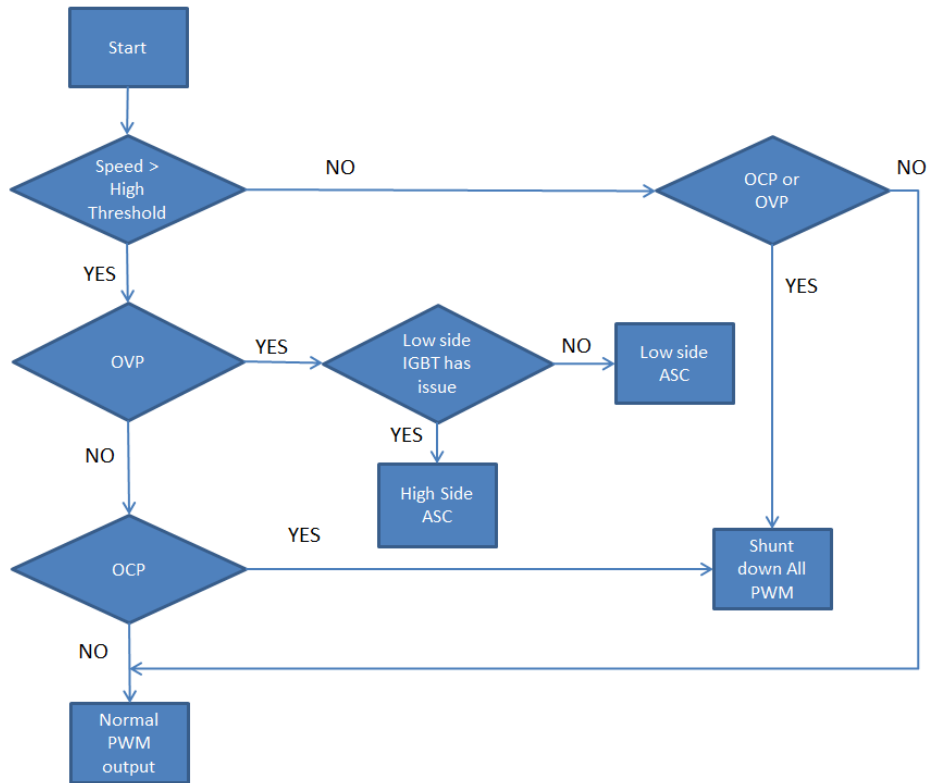 Start
Speed >
High
Threshold
NO
OCP or
OVP
NO
YES
YES
OVP
YES
Low side
IGBT has
issue
NO
Low side
ASC
YES
High Side
ASC
NO
OCP
YES
Shunt
down All
PWM
NO
Normal
PWM
output